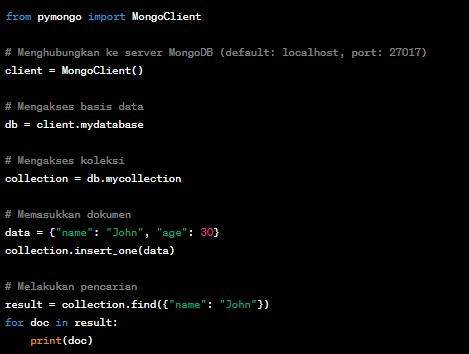 from pymongo import MongoClient
# Menghubungkan ke server MongoDB (default: localhost, port: 27017)
client = MongoClient()
# Mengakses basis data
db = client.mydatabase
# Mengakses koleksi
collection = db.mycollection
# Memasukkan dokumen
data = {"name": "John", "age": 30}
collection.insert_one(data)
# Melakukan pencarian
result = collection.find({"name": "John"})
for doc in result:
    print(doc)